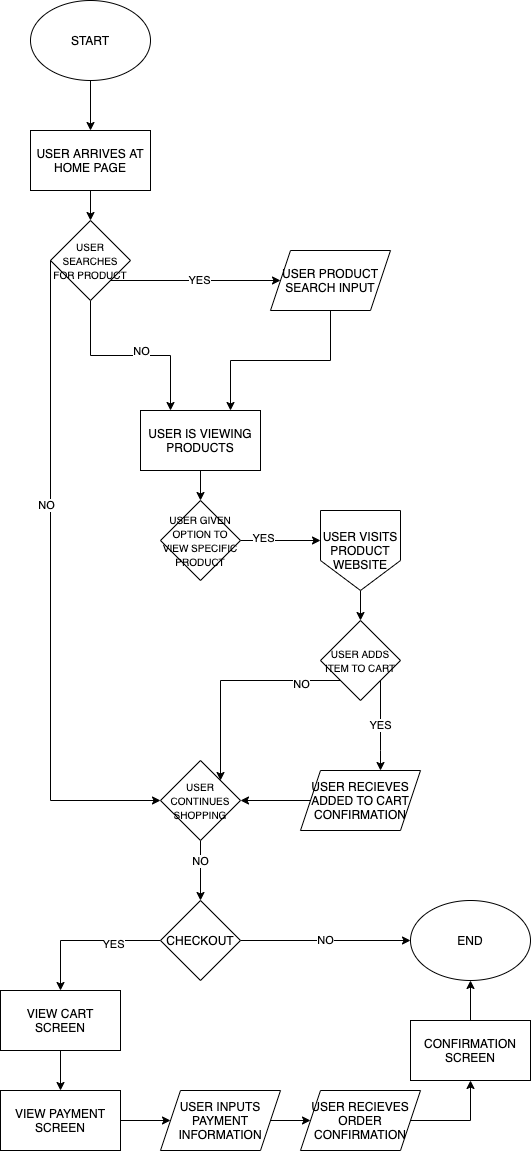 START
USER ARRIVES AT
HOME PAGE
USER
SEARCHES
FOR PRODUCT
YES
USER PRODUCT
SEARCH INPUT
NO
USER IS VIEWING
PRODUCTS
NO
USER GIVEN
OPTION TO
VIEW SPECIFIC
PRODUCT
YES
USER VISITS
PRODUCT
WEBSITE
USER ADDS
ITEM TO CART
NO
YES
USER
CONTINUES
SHOPPING
USER RECIEVES
ADDED TO CART
CONFIRMATION
NO
CHECKOUT
YES
NO
END
VIEW CART
SCREEN
CONFIRMATION
SCREEN
VIEW PAYMENT
SCREEN
USER INPUTS
PAYMENT
INFORMATION
USER RECIEVES
ORDER
CONFIRMATION